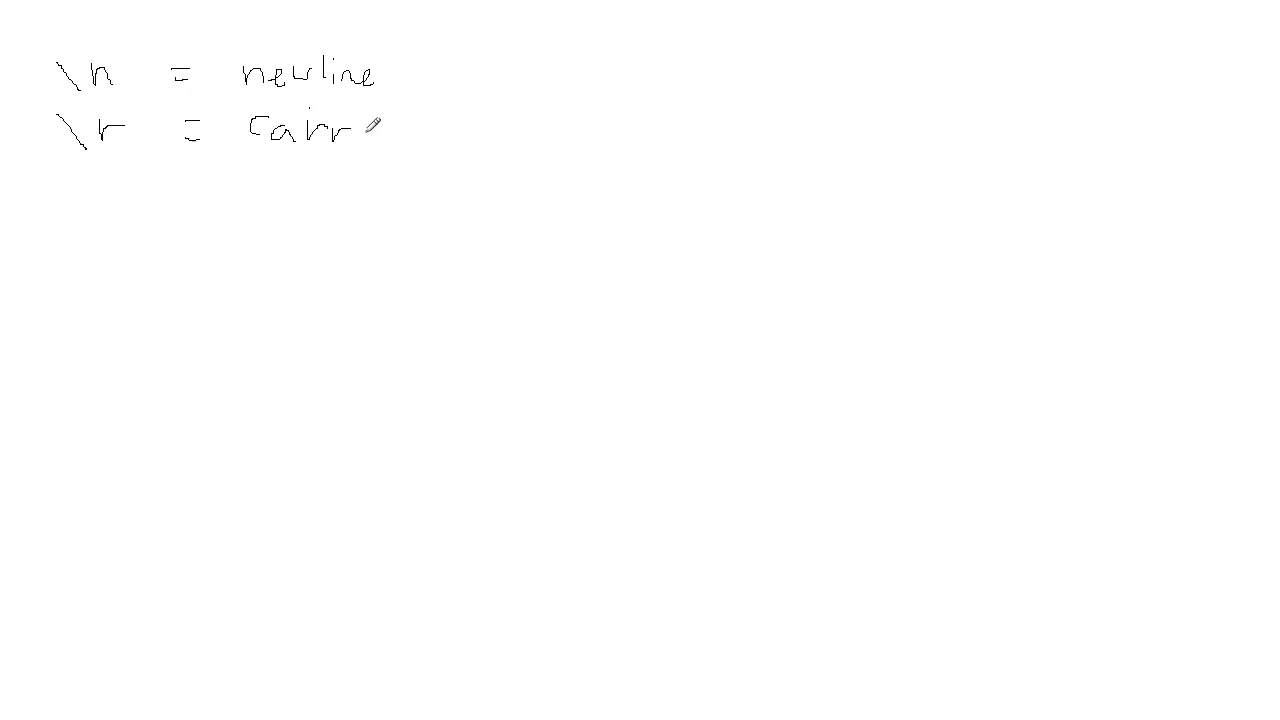 \n = newline
\r = carr